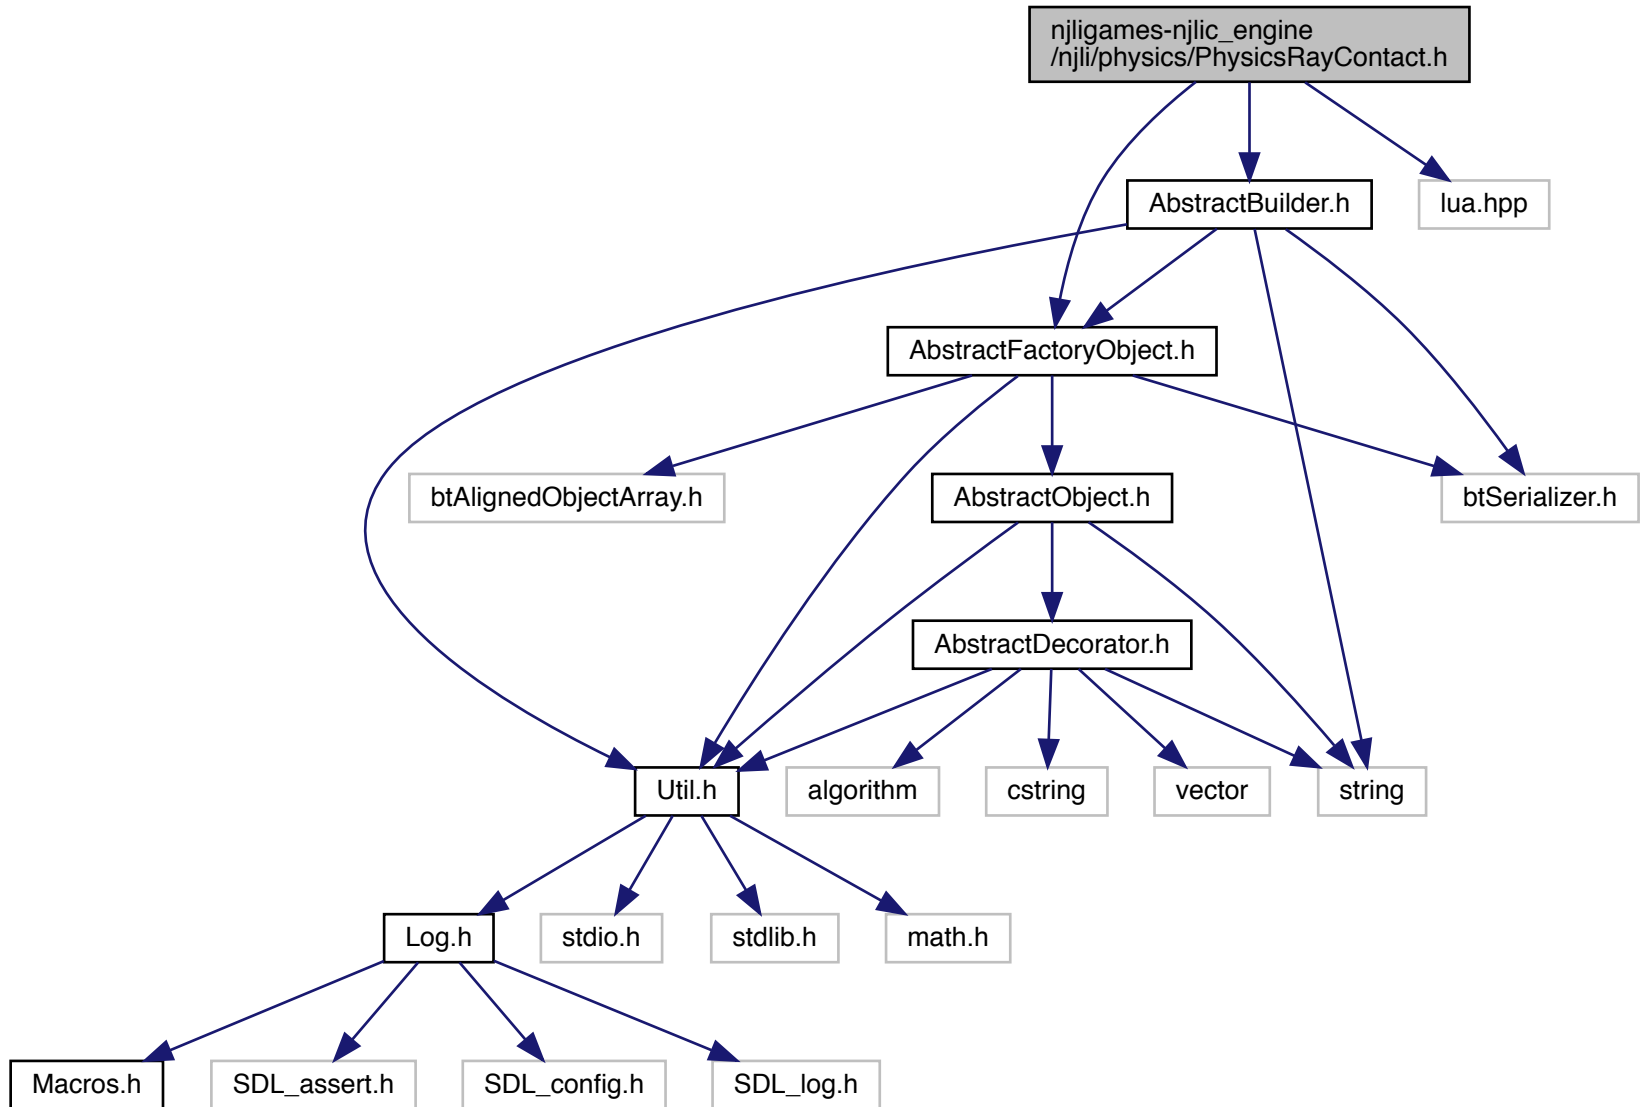 njligames-njlic_engine
/njli/physics/PhysicsRayContact.h
AbstractBuilder.h
lua.hpp
AbstractFactoryObject.h
btAlignedObjectArray.h
AbstractObject.h
btSerializer.h
AbstractDecorator.h
Util.h
algorithm
cstring
vector
string
Log.h
stdio.h
stdlib.h
math.h
Macros.h
SDL_assert.h
SDL_config.h
SDL_log.h